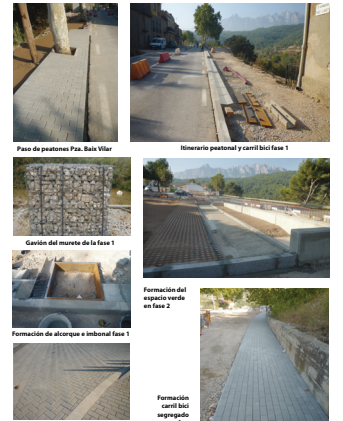 Paso de peatones Pza. Baix Vilar
Itinerario peatonal y carril bici fase 1
Gavión del murete de la fase 1
Formación de alcorque e imbonal fase 1
Formación del
espacio verde
en fase 2
Formación
carril bici
segregado